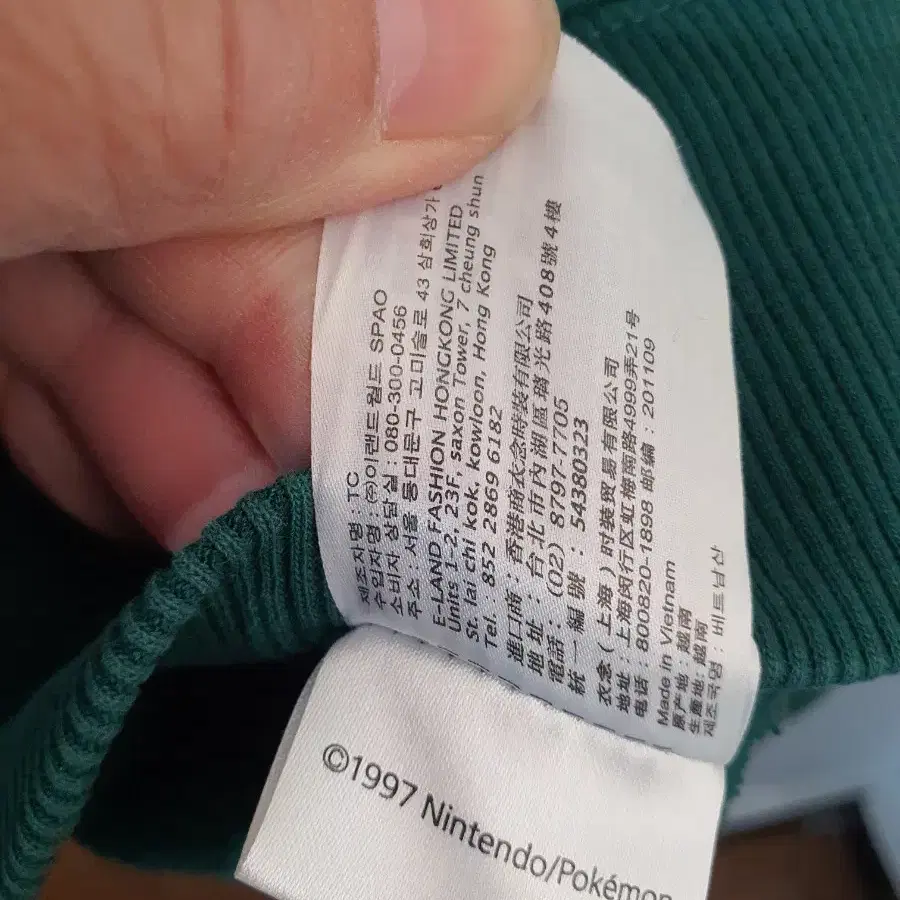 제조자명 : TC
수입자명 : ㈜이랜드월드 SPAO
소비자 상담실 : 080-300-0456
주소 : 서울 동대문구 고미술로 43 삼희상가
E-LAND FASHION HONGKONG LIMITED
Units 1-2, 23F, saxon Tower, 7 cheung shun
St. lai chi kok, kowloon, Hong Kong
Tel. 852 2869 6182
進口商 : 香港商衣念時裝有限公司
地址 : 台北市內湖區瑞光路408號4樓
電話 : (02) 8797-7705
統一編號 : 54380323
衣念 ( 上海 ) 时装贸易有限公司
地址 : 上海闵行区虹梅南路4999弄21号
电话 : 800820-1898 邮编 : 201109
Made in Vietnam
原产地 : 越南
生產地: 越南
제조국명 : 베트남산
©1997 Nintendo/Pokémon